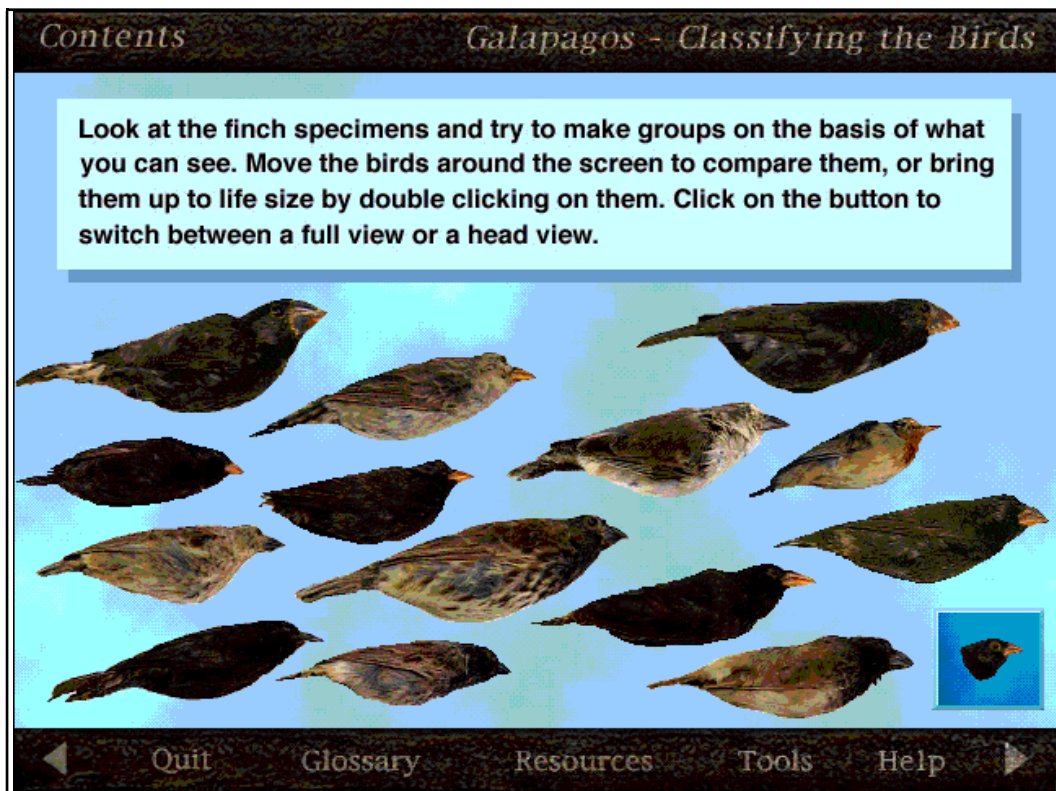 Contents
Galapagos - Classifying the Birds
Look at the finch specimens and try to make groups on the basis of what
you can see. Move the birds around the screen to compare them, or bring
them up to life size by double clicking on them. Click on the button to
switch between a full view or a head view.
Quit Glossary Resources Tools Help